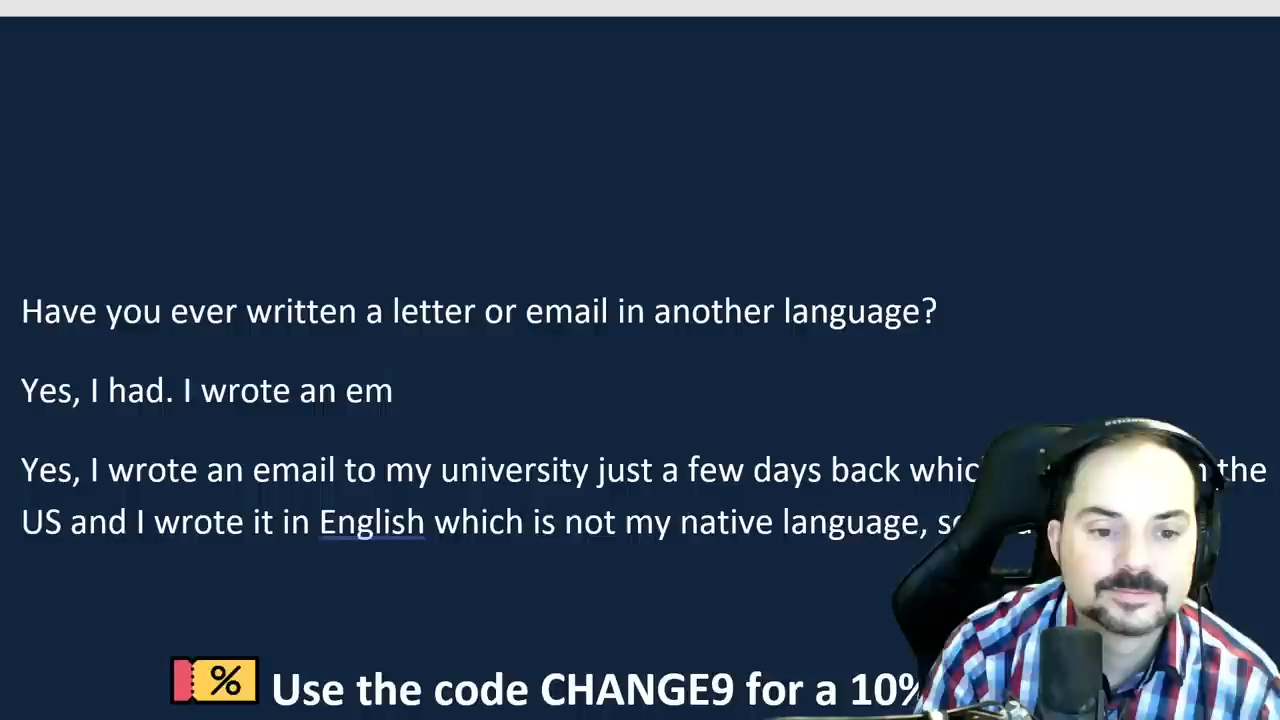 Have you ever written a letter or email in another language?
Yes, I had. I wrote an em
Yes, I wrote an email to my university just a few days back the
US and I wrote it in English which is not my native language,
% Use the code CHANGE9 for a 10%